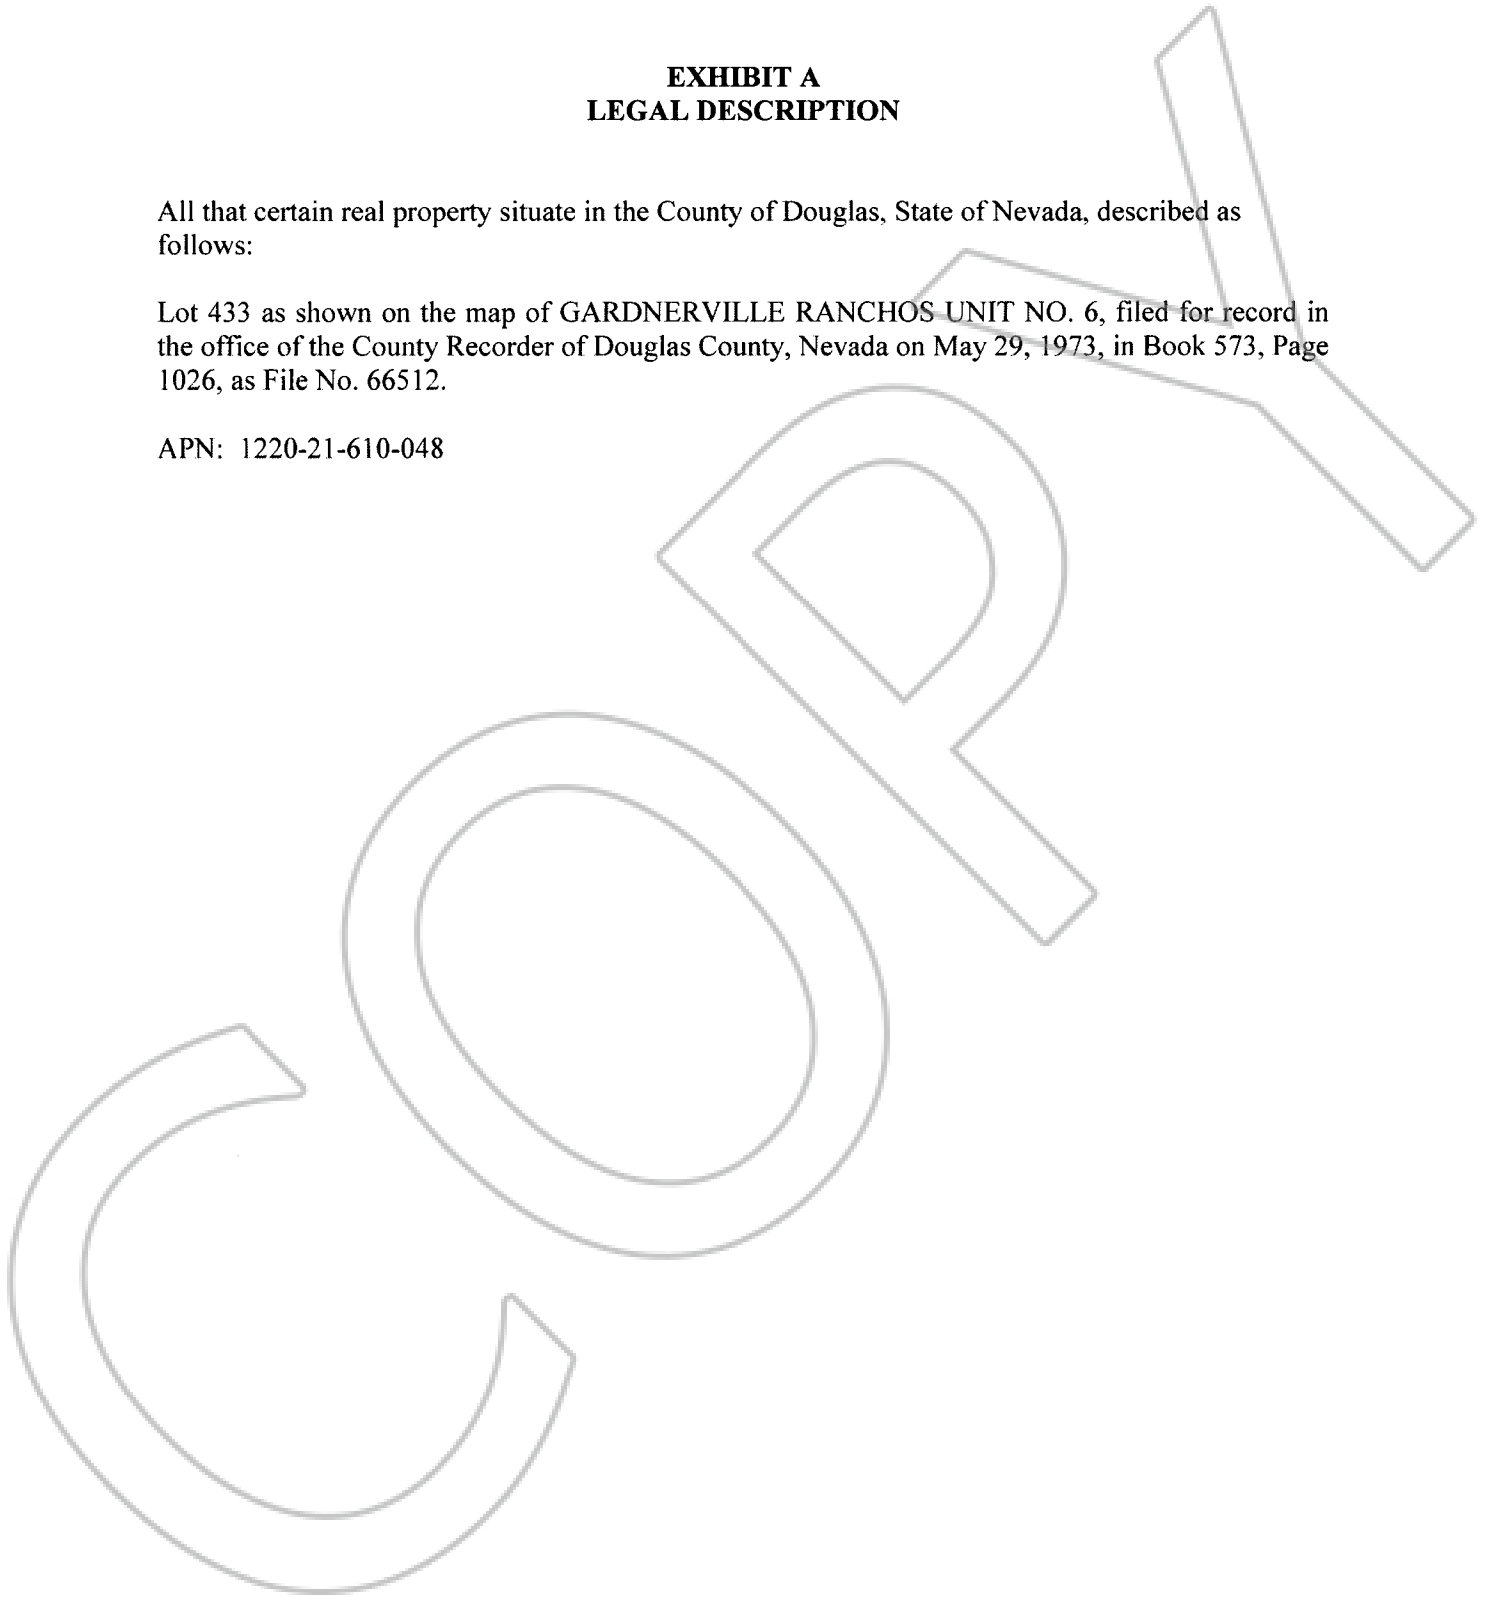 EXHIBIT A
LEGAL DESCRIPTION
All that certain real property situate in the County of Douglas, State of Nevada, described as
follows:
Lot 433 as shown on the map of GARDNERVILLE RANCHOS UNIT NO. 6, filed for record in
the office of the County Recorder of Douglas County, Nevada on May 29, 1973, in Book 573, Page
1026, as File No. 66512.
APN: 1220-21-610-048
COPY